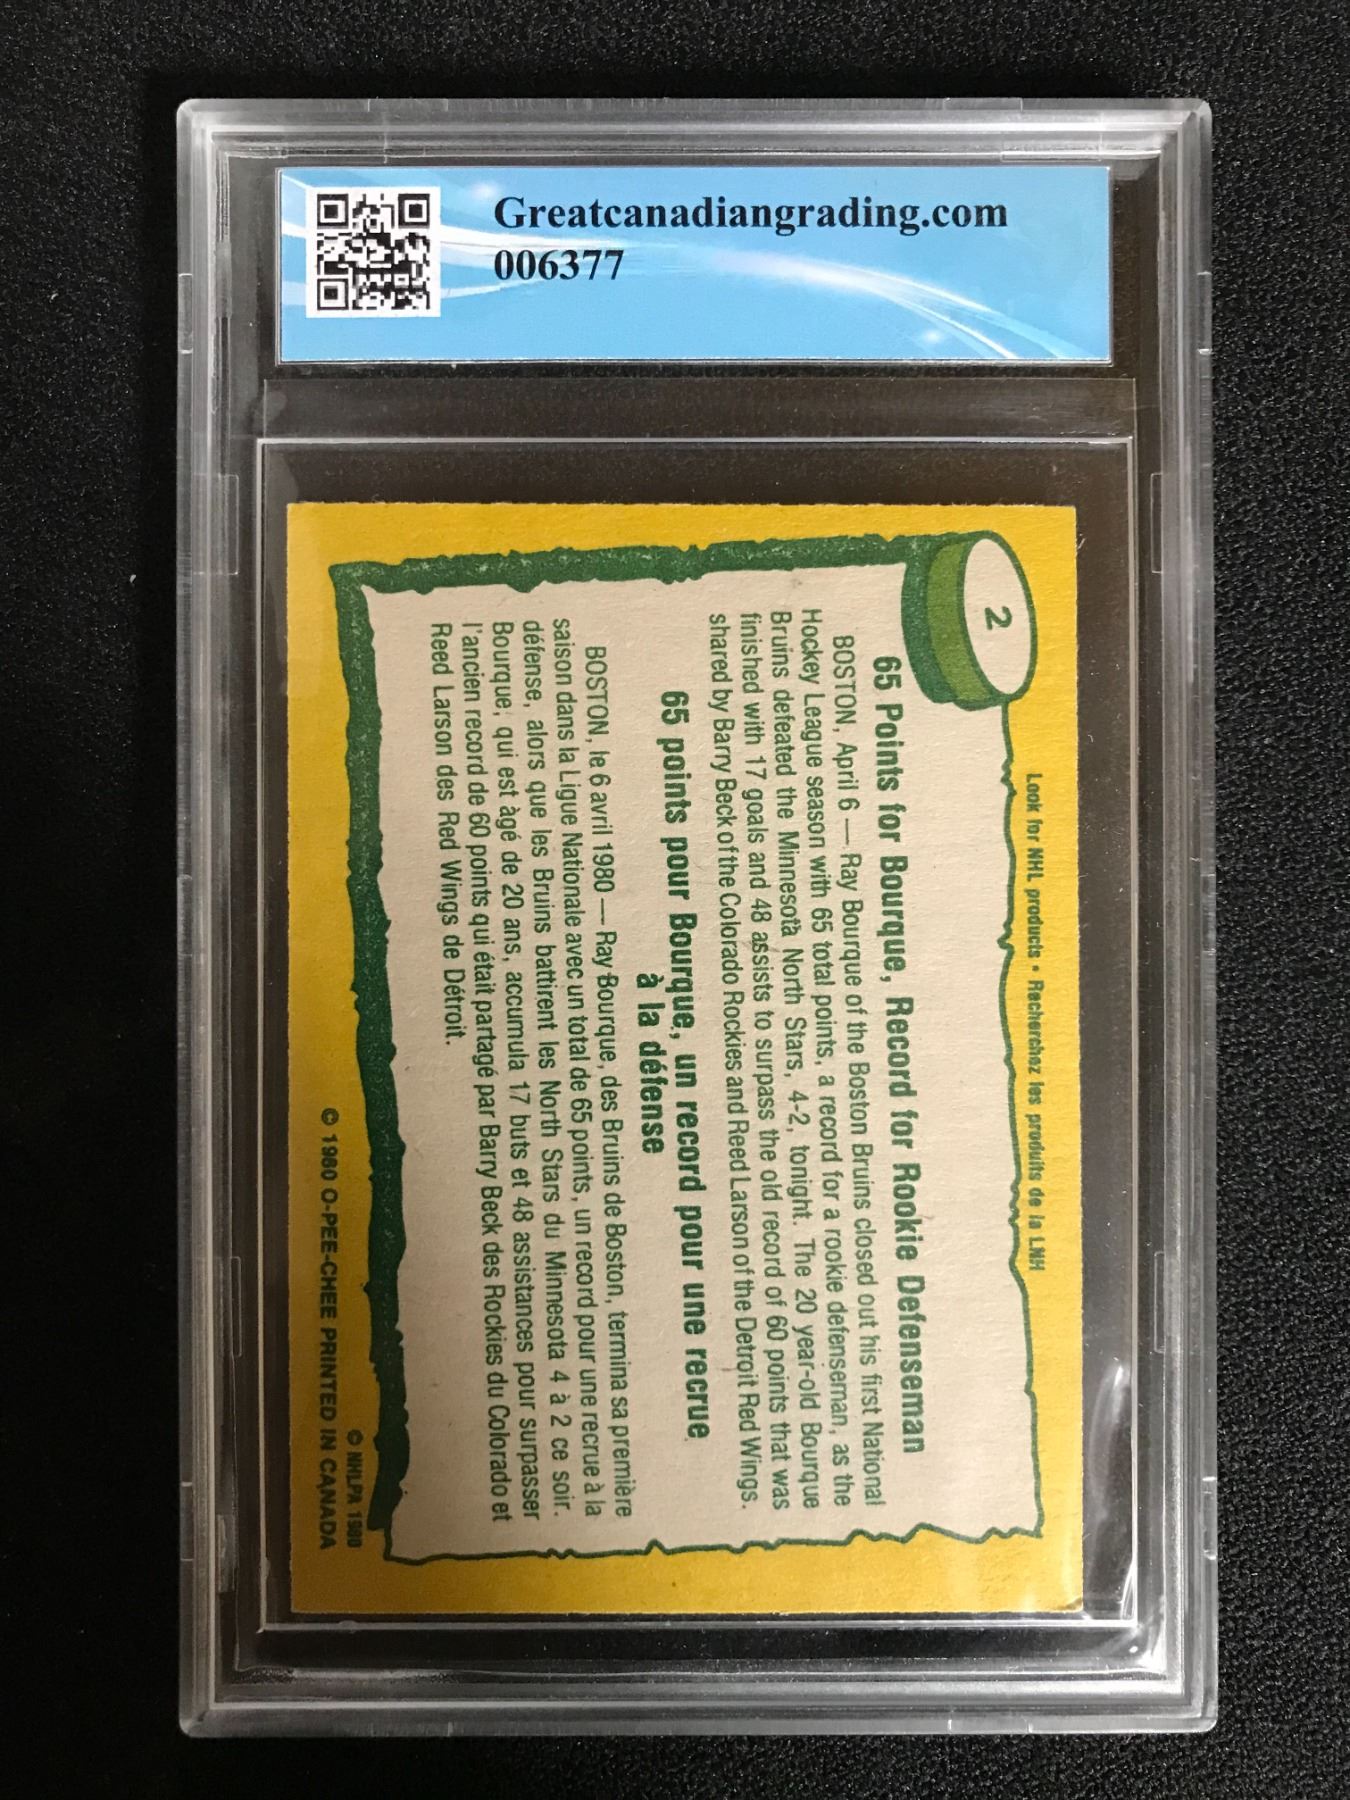 Greatcanadiangrading.com
006377
2
Look for NHL products • Recherchez les produits de la LNH
65 Points for Bourque, Record for Rookie Defenseman
BOSTON, April 6 — Ray Bourque of the Boston Bruins closed out his first National
Hockey League season with 65 total points, a record for a rookie defenseman, as the
Bruins defeated the Minnesota North Stars, 4-2, tonight. The 20 year-old Bourque
finished with 17 goals and 48 assists to surpass the old record of 60 points that was
shared by Barry Beck of the Colorado Rockies and Reed Larson of the Detroit Red Wings.
65 points pour Bourque, un record pour une recrue
à la défense
BOSTON, le 6 avril 1980 — Ray Bourque, des Bruins de Boston, termina sa première
saison dans la Ligue Nationale avec un total de 65 points, un record pour une recrue à la
défense, alors que les Bruins battirent les North Stars du Minnesota 4 à 2 ce soir.
Bourque, qui est àgé de 20 ans, accumula 17 buts et 48 assistances pour surpasser
l'ancien record de 60 points qui était partagé par Barry Beck des Rockies du Colorado et
Reed Larson des Red Wings de Détroit.
© NHLPA 1980
© 1980 O-PEE-CHEE PRINTED IN CANADA